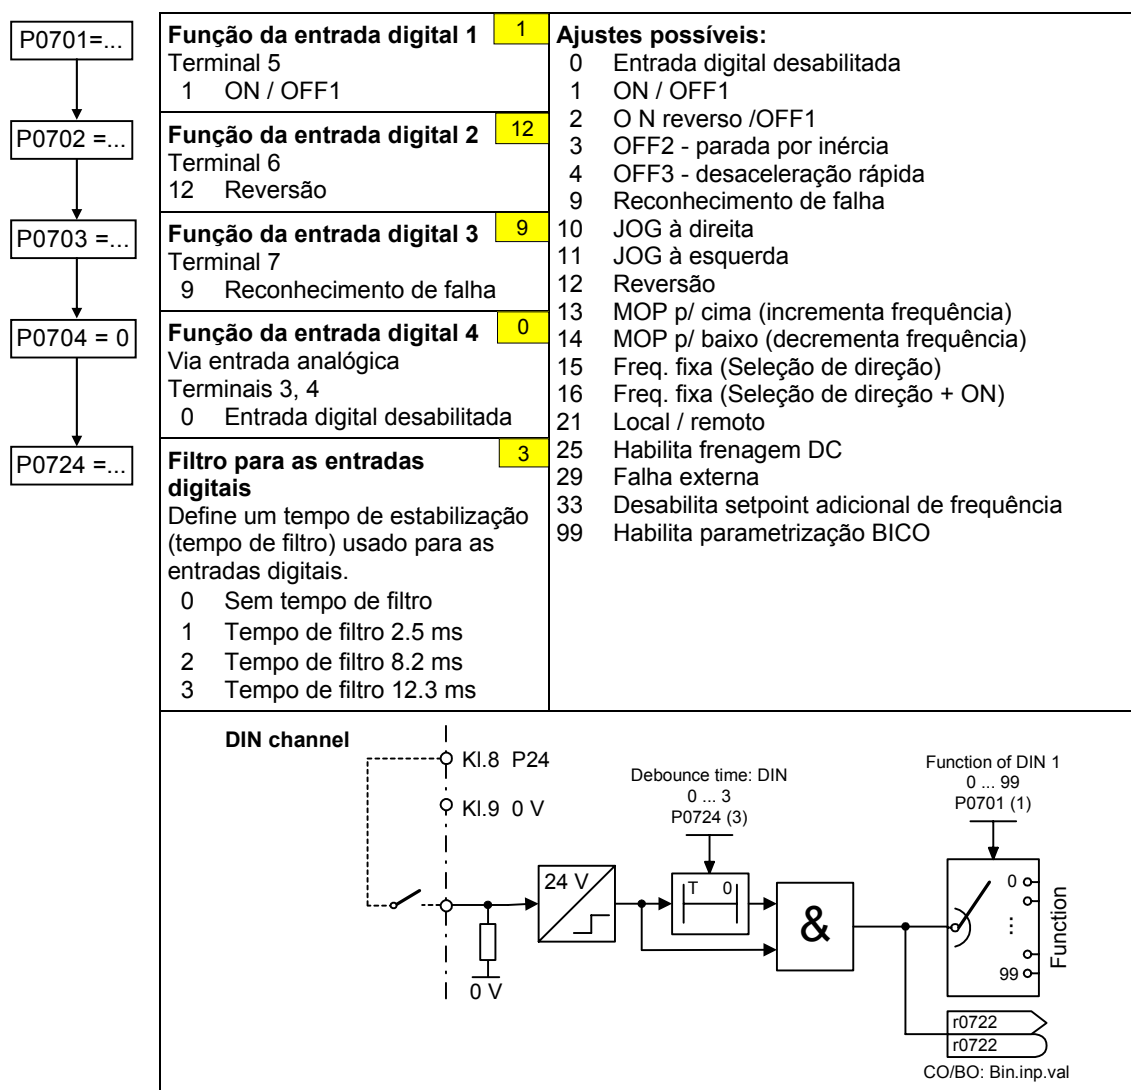 P0701=...
P0702 =...
P0703 =...
P0704 = 0
P0724 =...
Função da entrada digital 1
1
Terminal 5
1 ON / OFF1
Função da entrada digital 2
12
Terminal 6
12 Reversão
Função da entrada digital 3
9
Terminal 7
9 Reconhecimento de falha
Função da entrada digital 4
0
Via entrada analógica
Terminais 3, 4
0 Entrada digital desabilitada
Filtro para as entradas
3
digitais
Define um tempo de estabilização
(tempo de filtro) usado para as
entradas digitais.
0 Sem tempo de filtro
1 Tempo de filtro 2.5 ms
2 Tempo de filtro 8.2 ms
3 Tempo de filtro 12.3 ms
Ajustes possíveis:
0 Entrada digital desabilitada
1 ON / OFF1
2 O N reverso /OFF1
3 OFF2 - parada por inércia
4 OFF3 - desaceleração rápida
9 Reconhecimento de falha
10 JOG à direita
11 JOG à esquerda
12 Reversão
13 MOP p/ cima (incrementa frequência)
14 MOP p/ baixo (decrementa frequência)
15 Freq. fixa (Seleção de direção)
16 Freq. fixa (Seleção de direção + ON)
21 Local / remoto
25 Habilita frenagem DC
29 Falha externa
33 Desabilita setpoint adicional de frequência
99 Habilita parametrização BICO
DIN channel
Kl.8 P24
Kl.9 0 V
0 V
24 V
Debounce time: DIN
0 ... 3
P0724 (3)
T 0
&
Function of DIN 1
0 ... 99
P0701 (1)
0
...
99
Function
r0722
r0722
CO/BO: Bin.inp.val